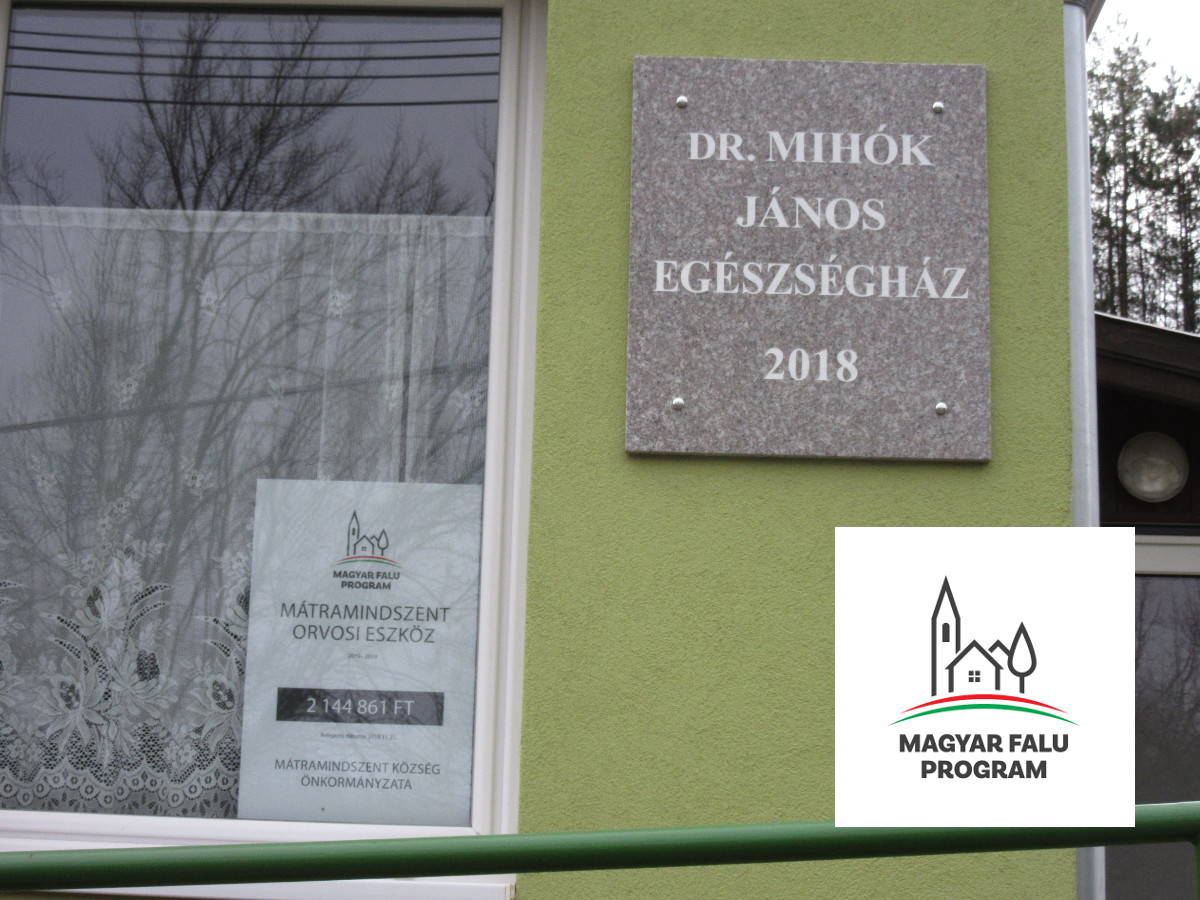 DR. MIHÓK
JÁNOS
EGÉSZSÉGHÁZ
2018
MAGYAR FALU
PROGRAM
MÁTRAMINDSZENT
ORVOSI ESZKÖZ
2 144 861 FT
MÁTRAMINDSZENT KÖZSÉG
ÖNKORMÁNYZATA
MAGYAR FALU
PROGRAM